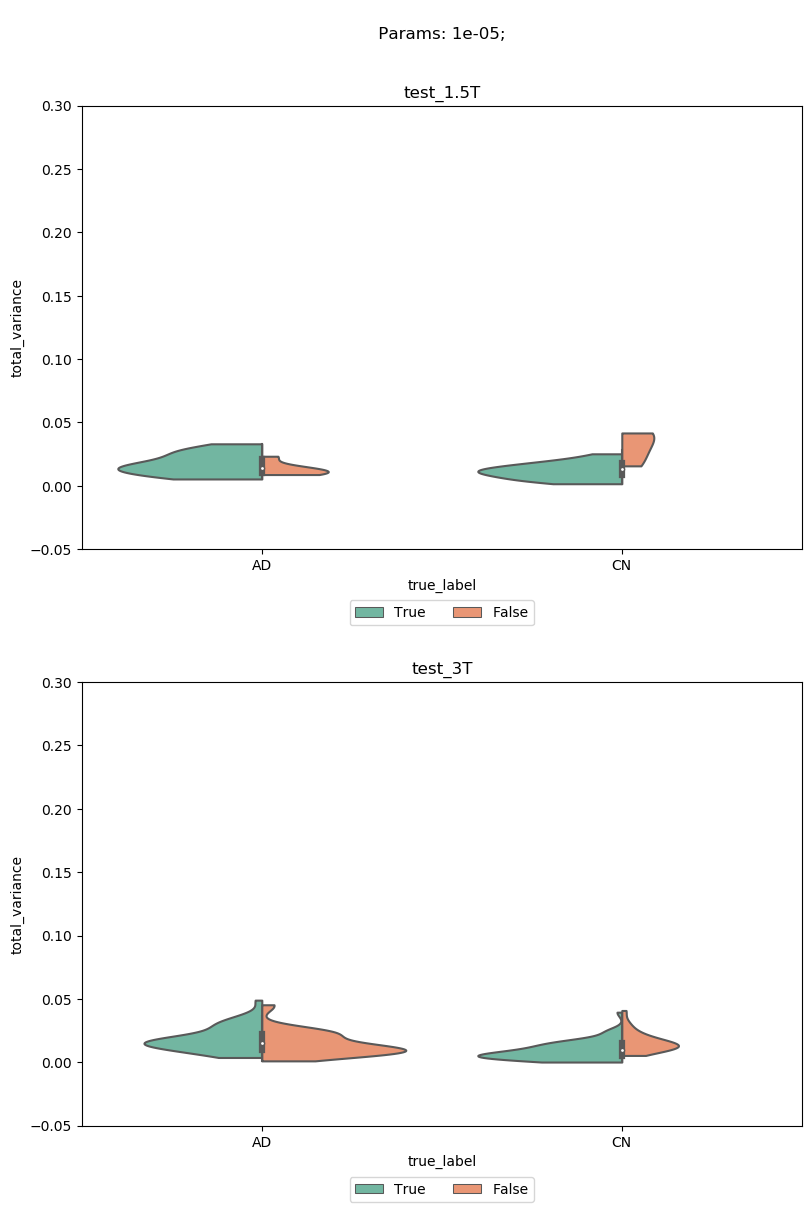 Params: 1e-05;
test_1.5T
0.30
0.25
0.20
0.15
0.10
0.05
0.00
−0.05
total_variance
AD CN
true_label
True False
test_3T
0.30
0.25
0.20
0.15
0.10
0.05
0.00
−0.05
total_variance
AD CN
true_label
True False